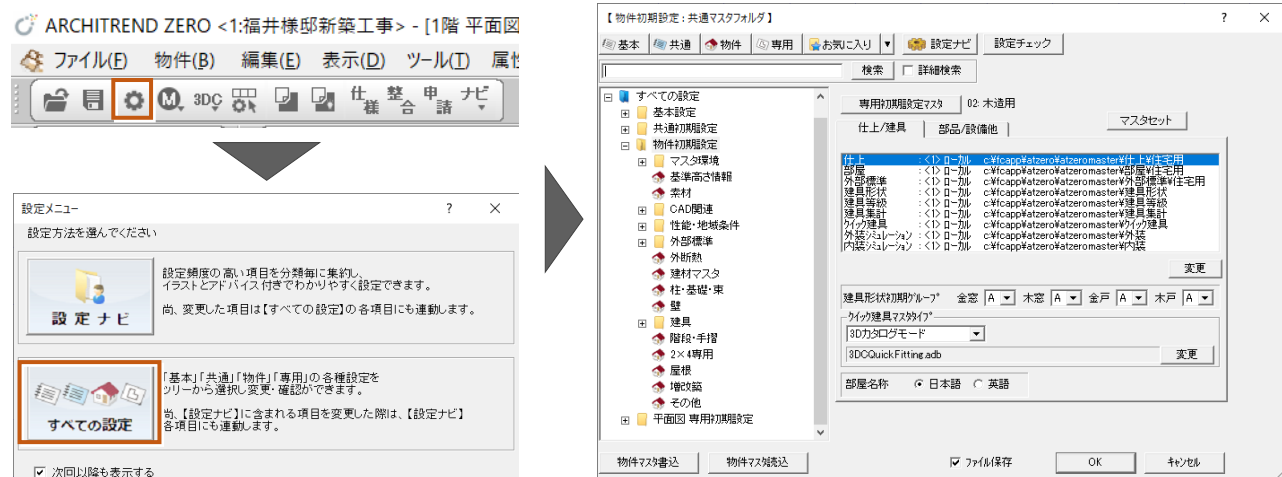 ARCHITREND ZERO <1:福井様邸新築工事> - [1階 平面図
ファイル(F) 物件(B) 編集(E) 表示(D) ツール(T) 属性
M. 3DC 仕様 整合 申請 ナビ
設定メニュー ? ×
設定方法を選んでください
設定ナビ
設定頻度の高い項目を分類毎に集約し、
イラストとアドバイス付きでわかりやすく設定できます。
尚、変更した項目は【すべての設定】の各項目にも連動します。
すべての設定
「基本」「共通」「物件」「専用」の各種設定を
ツリーから選択し変更・確認ができます。
尚、【設定ナビ】に含まれる項目を変更した際は、【設定ナビ】
各項目にも連動します。
次回以降も表示する
【物件初期設定：共通マスタフォルダ】 ? ×
基本 共通 物件 専用 お気に入り 設定ナビ 設定チェック
検索 詳細検索
すべての設定
基本設定
共通初期設定
物件初期設定
マスタ環境
基準高さ情報
素材
CAD関連
性能・地域条件
外部標準
外断熱
建材マスタ
柱・基礎・束
壁
建具
階段・手摺
2×4専用
屋根
増改築
その他
平面図 専用初期設定
専用初期設定マスタ 02: 木造用
マスタセット
仕上/建具 部品/設備他
仕上 :<1> ローカル c:¥fcapp¥atzero¥atzeromaster¥仕上¥住宅用
部屋 :<1> ローカル c:¥fcapp¥atzero¥atzeromaster¥部屋¥住宅用
外部標準 :<1> ローカル c:¥fcapp¥atzero¥atzeromaster¥外部標準¥住宅用
建具形状 :<1> ローカル c:¥fcapp¥atzero¥atzeromaster¥建具形状
建具等級 :<1> ローカル c:¥fcapp¥atzero¥atzeromaster¥建具等級
建具集計 :<1> ローカル c:¥fcapp¥atzero¥atzeromaster¥建具集計
クイック建具 :<1> ローカル c:¥fcapp¥atzero¥atzeromaster¥クイック建具
外装シミュレーション :<1> ローカル c:¥fcapp¥atzero¥atzeromaster¥外装
内装シミュレーション :<1> ローカル c:¥fcapp¥atzero¥atzeromaster¥内装
変更
建具形状初期グループ 金窓 A 木窓 A 金戸 A 木戸 A
クイック建具マスタタイプ
3Dカタログモード
3DCQuickFitting.adb 変更
部屋名称 日本語 英語
物件マスタ書込 物件マスタ読込 ファイル保存 OK キャンセル